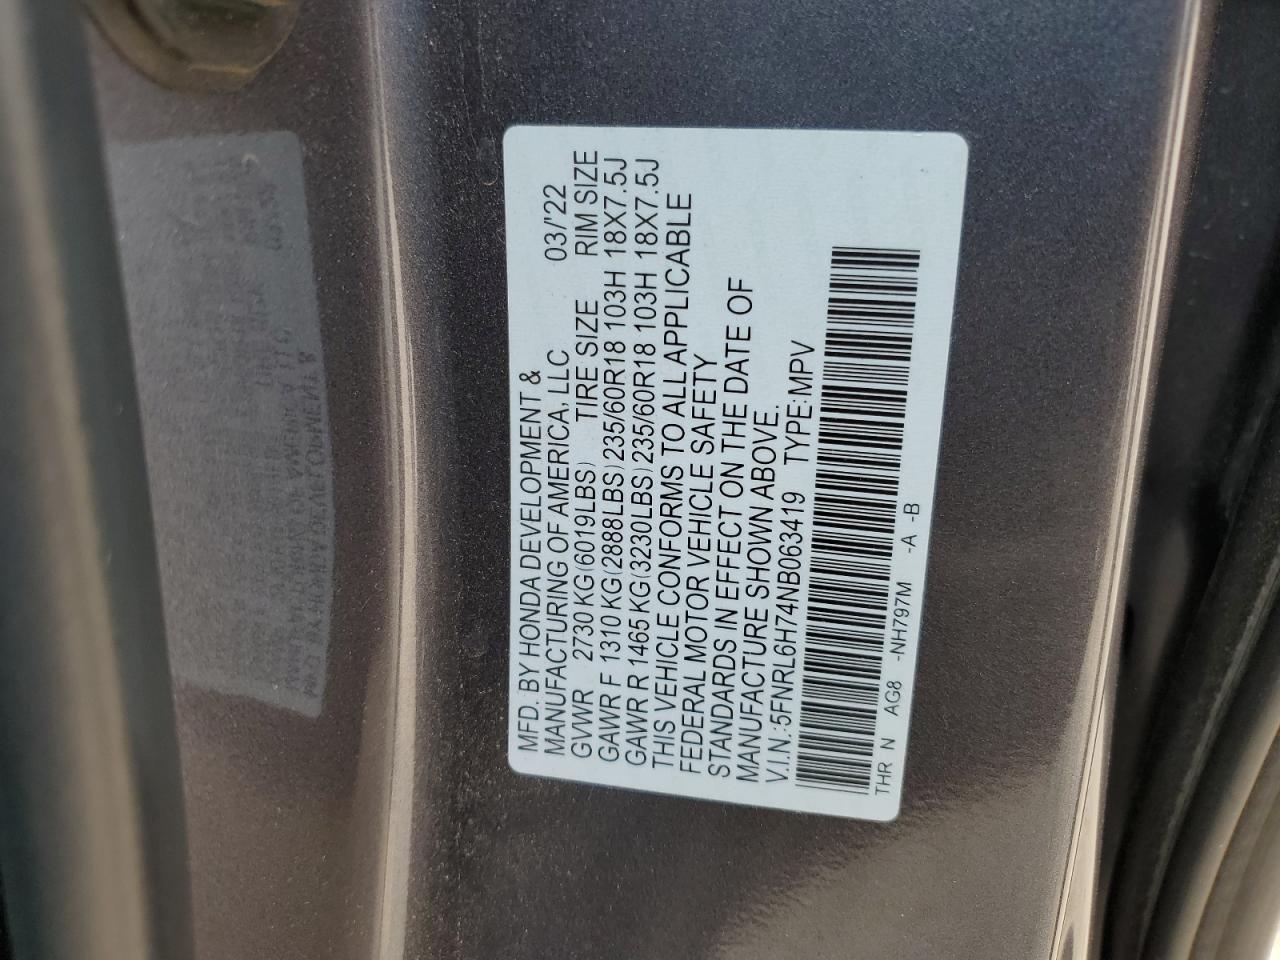 MFD. BY HONDA DEVELOPMENT &
MANUFACTURING OF AMERICA, LLC 03/'22
GVWR 2730 KG(6019LBS) TIRE SIZE RIM SIZE
GAWR F 1310 KG(2888LBS) 235/60R18 103H 18X7.5J
GAWR R 1465 KG(3230LBS) 235/60R18 103H 18X7.5J
THIS VEHICLE CONFORMS TO ALL APPLICABLE
FEDERAL MOTOR VEHICLE SAFETY
STANDARDS IN EFFECT ON THE DATE OF
MANUFACTURE SHOWN ABOVE.
V.I.N.:5FNRL6H74NB063419 TYPE:MPV
THR N AG8 -NH797M -A -B